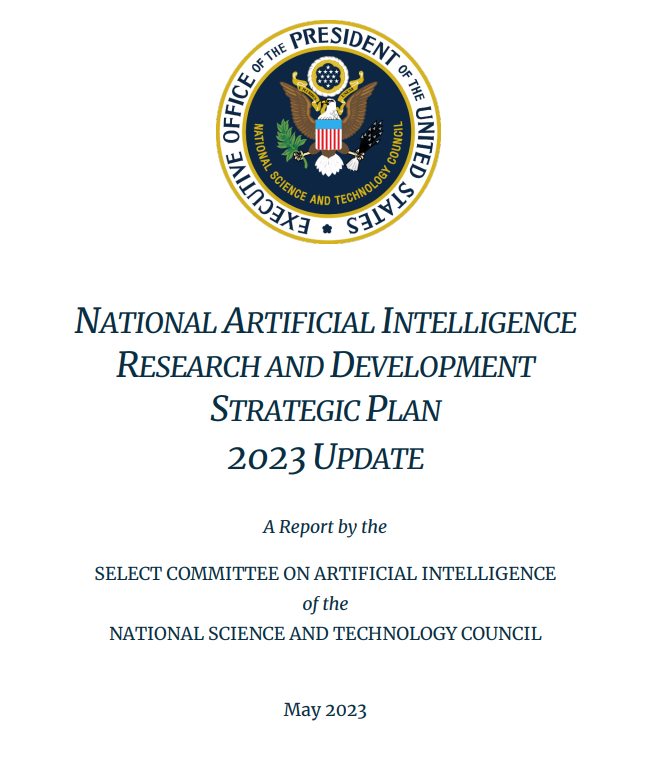 EXECUTIVE OFFICE OF THE PRESIDENT OF THE UNITED STATES
NATIONAL SCIENCE AND TECHNOLOGY COUNCIL
NATIONAL ARTIFICIAL INTELLIGENCE
RESEARCH AND DEVELOPMENT
STRATEGIC PLAN
2023 UPDATE
A Report by the
SELECT COMMITTEE ON ARTIFICIAL INTELLIGENCE
of the
NATIONAL SCIENCE AND TECHNOLOGY COUNCIL
May 2023